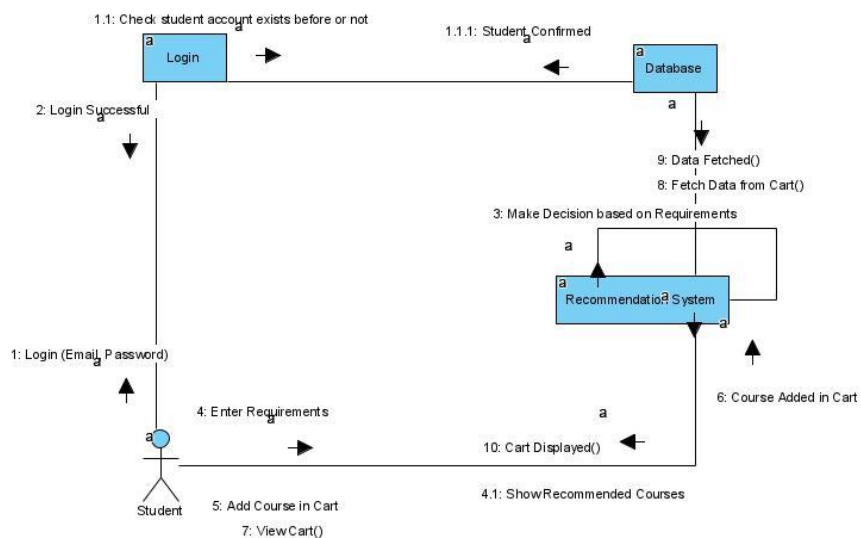 1.1: Check student account exists before or not
a
1.1.1: Student Confirmed
a
a
Login
a
Database
a
2: Login Successful
a
9: Data Fetched()
8: Fetch Data from Cart()
3: Make Decision based on Requirements
a
a
Recommendation System
a
a
1: Login (Email, Password)
a
6: Course Added in Cart
4: Enter Requirements
a
a
a
10: Cart Displayed()
4.1: Show Recommended Courses
Student
5: Add Course in Cart
7: View Cart()